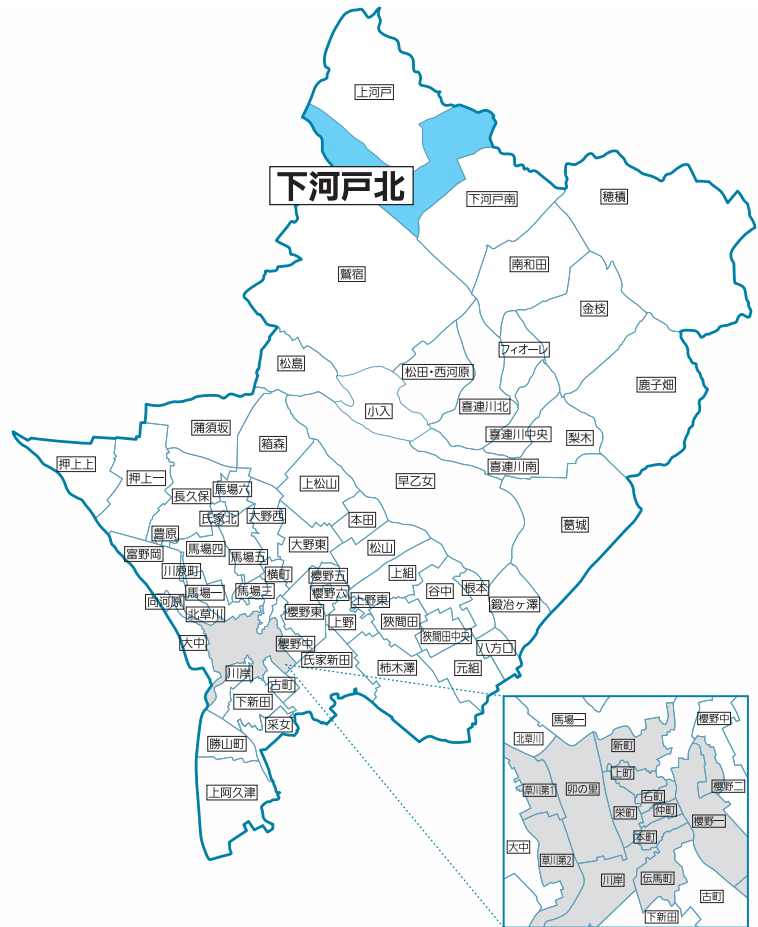 上河戸
下河戸北
下河戸南
穂積
鷲宿
南和田
金枝
フィオーレ
松島
松田・西河原
鹿子畑
小入
喜連川北
蒲須坂
箱森
喜連川中央
梨木
押上上
押上一
上松山
早乙女
喜連川南
長久保
馬場六
氏家北
大野西
本田
葛城
豊原
富野岡
馬場四
馬場五
大野東
松山
川原町
横町
櫻野五
上組
向河原
馬場一
馬場三
櫻野六
上野東
谷中
根本
鍛冶ヶ澤
北草川
櫻野東
上野
狹間田
大中
櫻野中
狹間田中央
八方口
氏家新田
川岸
柿木澤
元組
古町
下新田
采女
勝山町
上阿久津
馬場一
櫻野中
北草川
新町
上町
櫻野二
草川第1
卯の里
石町
栄町
仲町
櫻野一
本町
大中
草川第2
川岸
伝馬町
古町
下新田